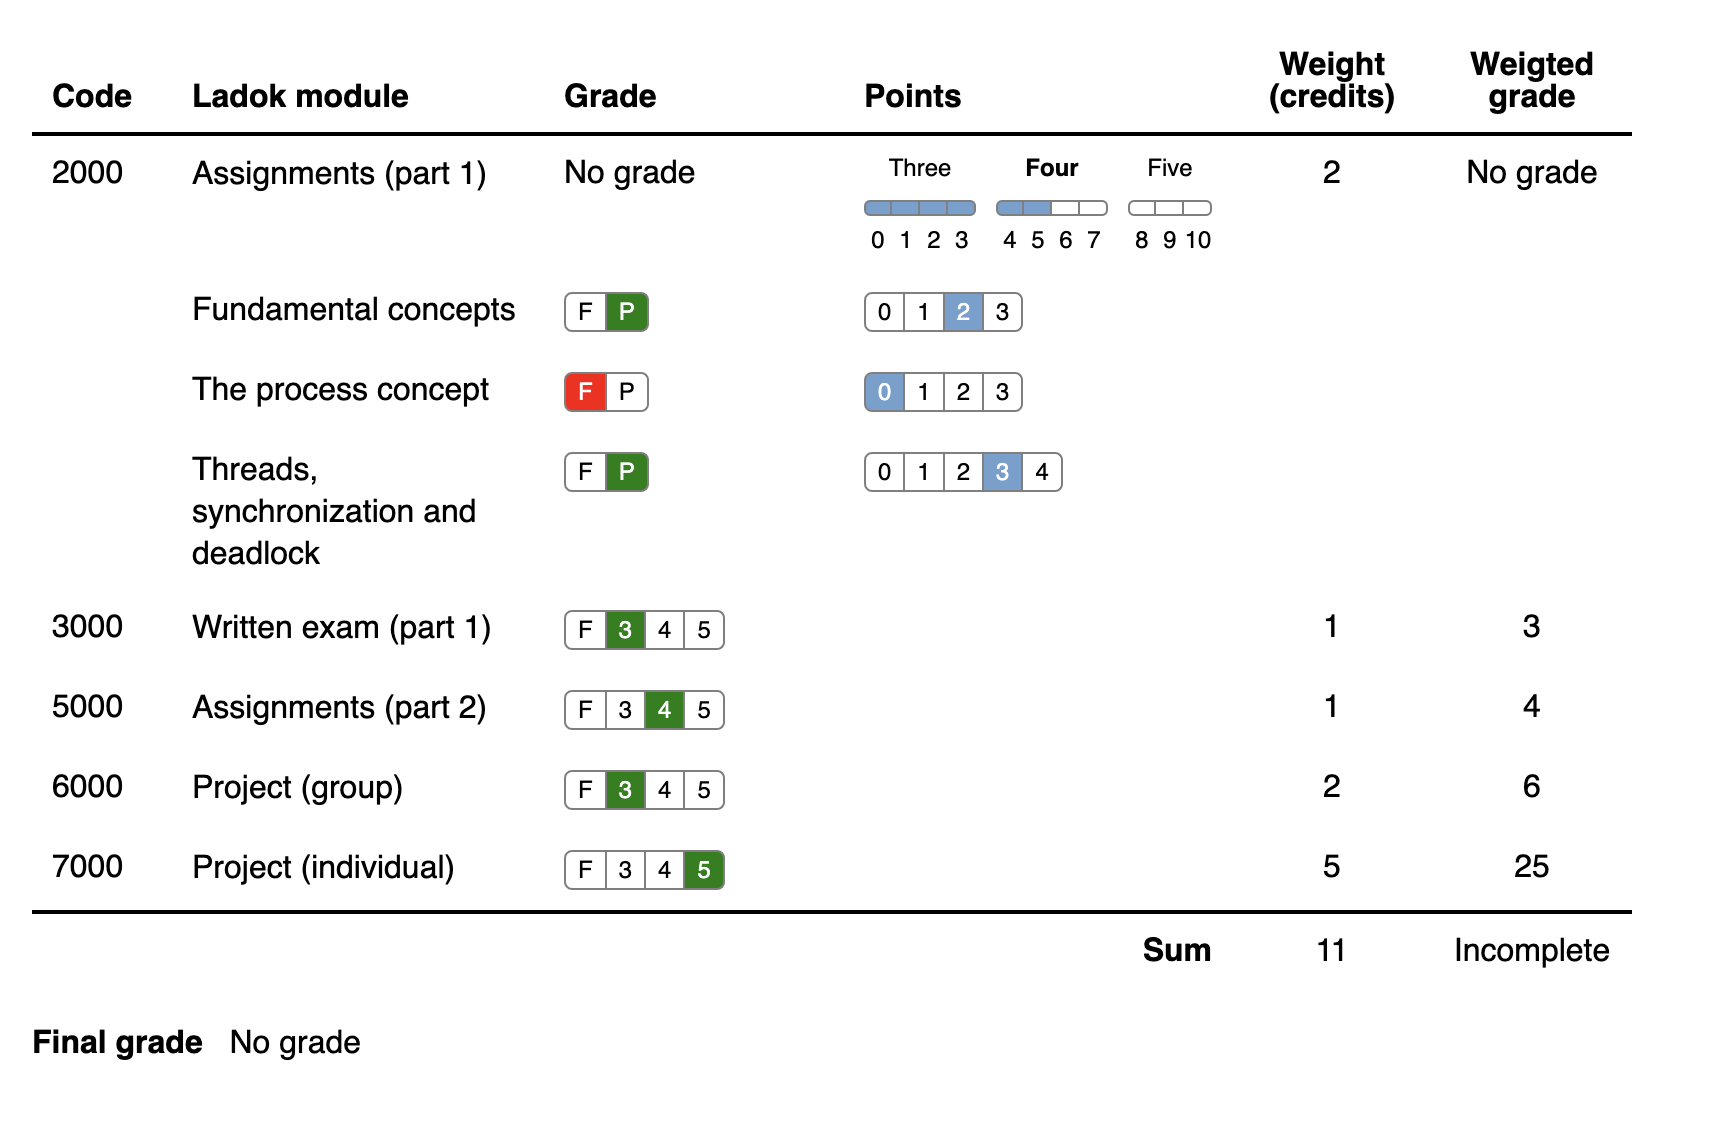 Code Ladok module Grade Points Weight (credits) Weigted grade
2000 Assignments (part 1) No grade Three Four Five 2 No grade
0 1 2 3 4 5 6 7 8 9 10
Fundamental concepts F P 0 1 2 3
The process concept F P 0 1 2 3
Threads, F P 0 1 2 3 4
synchronization and
deadlock
3000 Written exam (part 1) F 3 4 5 1 3
5000 Assignments (part 2) F 3 4 5 1 4
6000 Project (group) F 3 4 5 2 6
7000 Project (individual) F 3 4 5 5 25
Sum 11 Incomplete
Final grade No grade